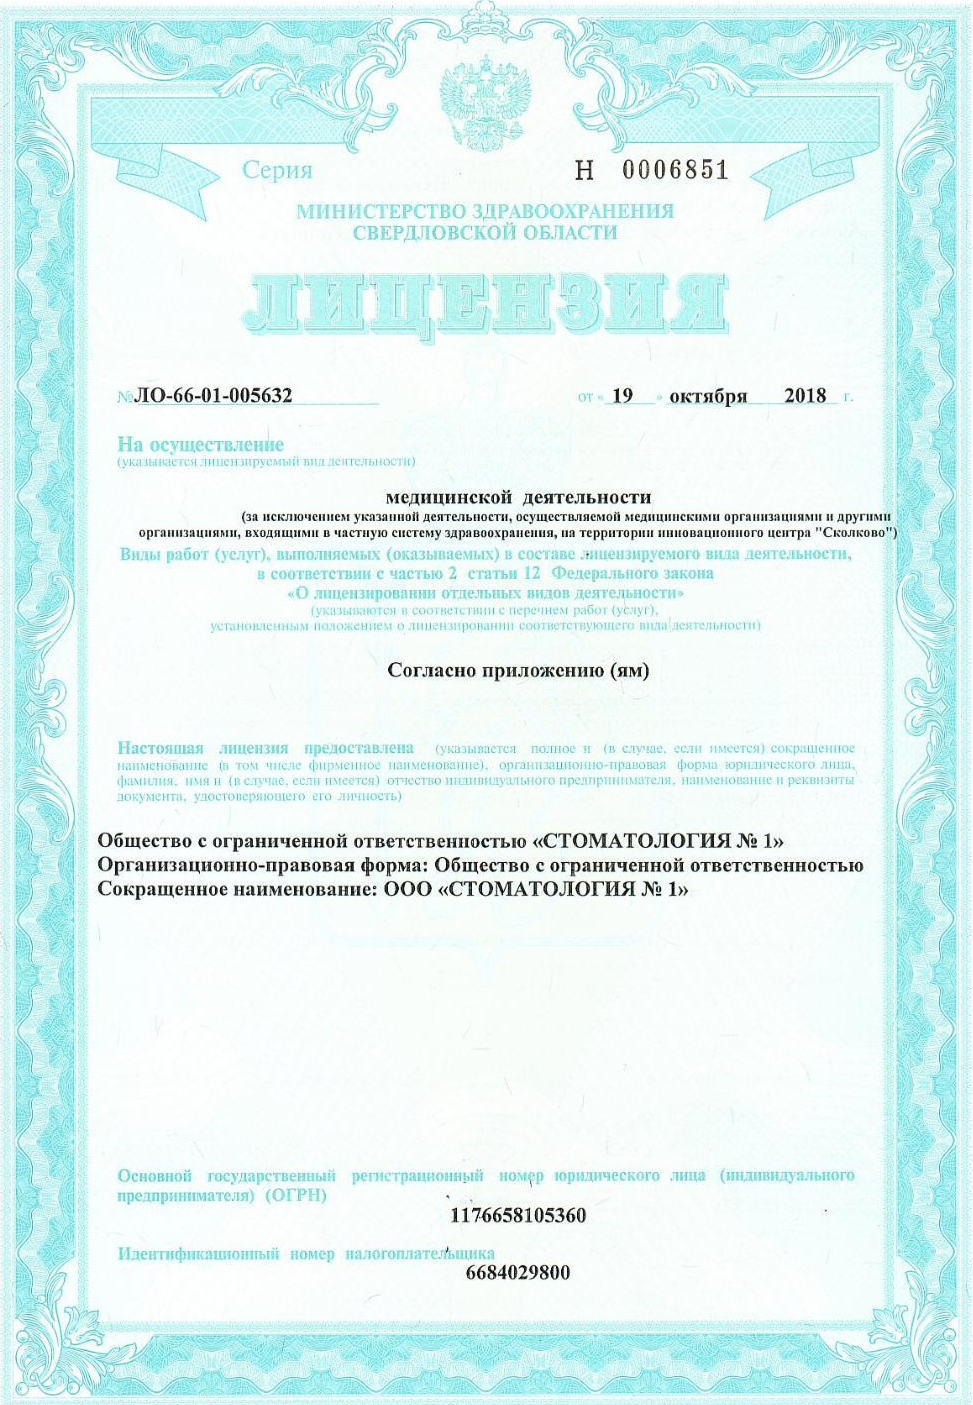 Серия Н 0006851
МИНИСТЕРСТВО ЗДРАВООХРАНЕНИЯ
СВЕРДЛОВСКОЙ ОБЛАСТИ
ЛИЦЕНЗИЯ
№ ЛО-66-01-005632 от « 19 » октября 2018 г.
На осуществление
(указывается лицензируемый вид деятельности)
медицинской деятельности
(за исключением указанной деятельности, осуществляемой медицинскими организациями и другими
организациями, входящими в частную систему здравоохранения, на территории инновационного центра "Сколково")
Виды работ (услуг), выполняемых (оказываемых) в составе лицензируемого вида деятельности,
в соответствии с частью 2 статьи 12 Федерального закона
«О лицензировании отдельных видов деятельности»
(указываются в соответствии с перечнем работ (услуг),
установленным положением о лицензировании соответствующего вида деятельности)
Согласно приложению (ям)
Настоящая лицензия предоставлена (указывается полное и (в случае, если имеется) сокращенное
наименование (в том числе фирменное наименование), организационно-правовая форма юридического лица,
фамилия, имя и (в случае, если имеется) отчество индивидуального предпринимателя, наименование и реквизиты
документа, удостоверяющего его личность)
Общество с ограниченной ответственностью «СТОМАТОЛОГИЯ № 1»
Организационно-правовая форма: Общество с ограниченной ответственностью
Сокращенное наименование: ООО «СТОМАТОЛОГИЯ № 1»
Основной государственный регистрационный номер юридического лица (индивидуального
предпринимателя) (ОГРН)
1176658105360
Идентификационный номер налогоплательщика
6684029800